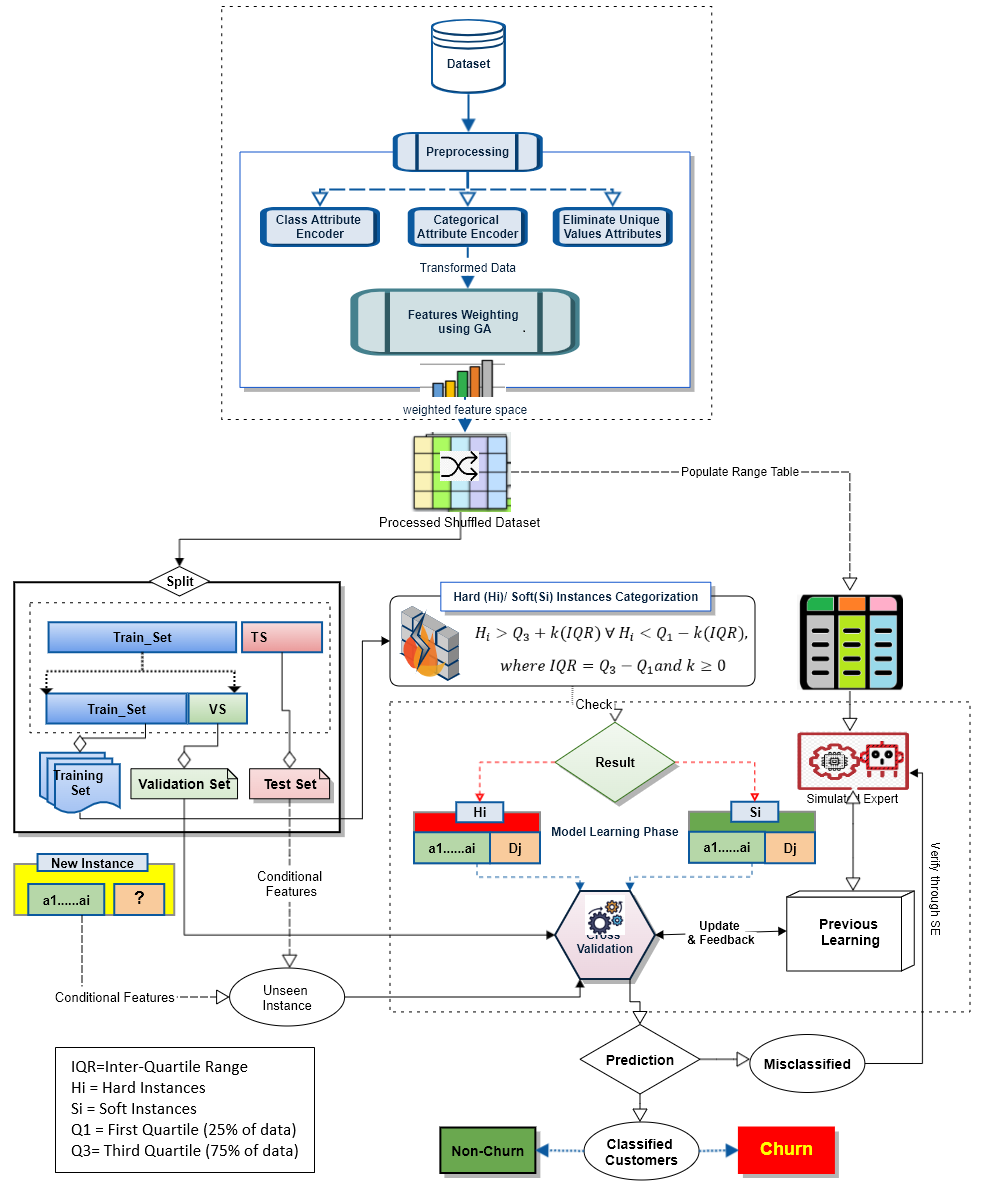 Dataset
Preprocessing
Class Attribute
Encoder
Categorical
Attribute Encoder
Eliminate Unique
Values Attributes
Transformed Data
Features Weighting
using GA .
weighted feature space
Processed Shuffled Dataset
Populate Range Table
Split
Train_Set
TS
Train_Set
VS
Training
Set
Validation Set
Test Set
Hard (Hi)/ Soft(Si) Instances Categorization
H_i > Q_3 + k(IQR) ∀ H_i < Q_1 − k(IQR),
where IQR = Q_3 − Q_1and k ≥ 0
Check
Result
Hi
a1......ai
Dj
Model Learning Phase
Si
a1......ai
Dj
Expert
Verify through SE
New Instance
a1......ai
?
Conditional
Features
Conditional Features
Unseen
Instance
Cross
Validation
Update
& Feedback
Previous
Learning
Prediction
Misclassified
Classified
Customers
Non-Churn
Churn
IQR=Inter-Quartile Range
Hi = Hard Instances
Si = Soft Instances
Q1 = First Quartile (25% of data)
Q3= Third Quartile (75% of data)